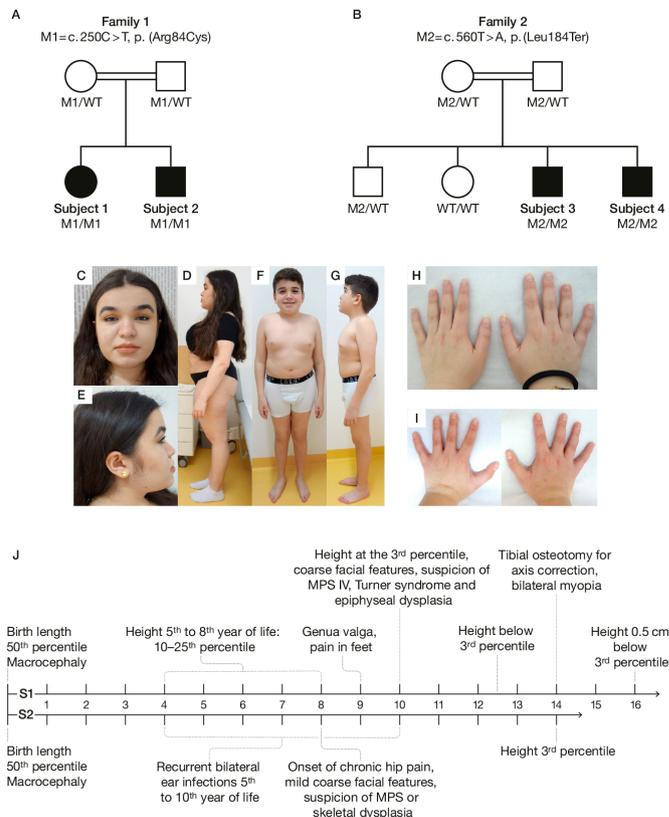 A
Family 1
M1=c.250C>T, p. (Arg84Cys)
M1/WT
M1/WT
Subject 1
M1/M1
Subject 2
M1/M1
B
Family 2
M2=c.560T>A, p.(Leu184Ter)
M2/WT
M2/WT
M2/WT
WT/WT
Subject 3
M2/M2
Subject 4
M2/M2
C
D
F
G
H
E
I
J
Height at the 3rd percentile,
coarse facial features, suspicion of
MPS IV, Turner syndrome and
epiphyseal dysplasia
Tibial osteotomy for
axis correction,
bilateral myopia
Birth length
50th percentile
Macrocephaly
Height 5th to 8th year of life:
10–25th percentile
Genua valga,
pain in feet
Height below
3rd percentile
Height 0.5 cm
below
3rd percentile
S1
1 2 3 4 5 6 7 8 9 10 11 12 13 14 15 16
S2
Birth length
50th percentile
Macrocephaly
Recurrent bilateral
ear infections 5th
to 10th year of life
Onset of chronic hip pain,
mild coarse facial features,
suspicion of MPS or
skeletal dysplasia
Height 3rd percentile